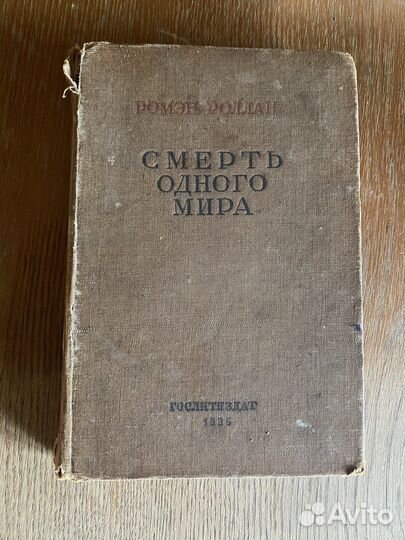 РОМЭН РОЛЛАН
СМЕРТЬ
ОДНОГО
МИРА
ГОСЛИТИЗДАТ
1935
Avito